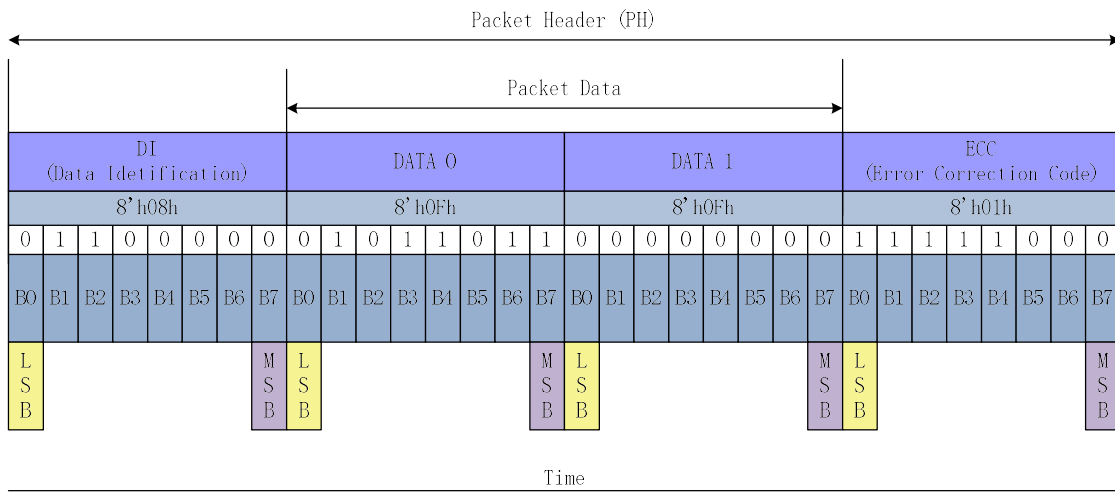 Packet Header (PH)
Packet Data
DI
(Data Idetification)
DATA 0
DATA 1
ECC
(Error Correction Code)
8'h08h 8'h0Fh 8'h0Fh 8'h01h
0 1 1 0 0 0 0 0 0 1 0 1 1 0 1 1 0 0 0 0 0 0 0 0 1 1 1 1 1 0 0 0
B0 B1 B2 B3 B4 B5 B6 B7 B0 B1 B2 B3 B4 B5 B6 B7 B0 B1 B2 B3 B4 B5 B6 B7 B0 B1 B2 B3 B4 B5 B6 B7
LSB MSB LSB MSB LSB MSB LSB MSB
Time